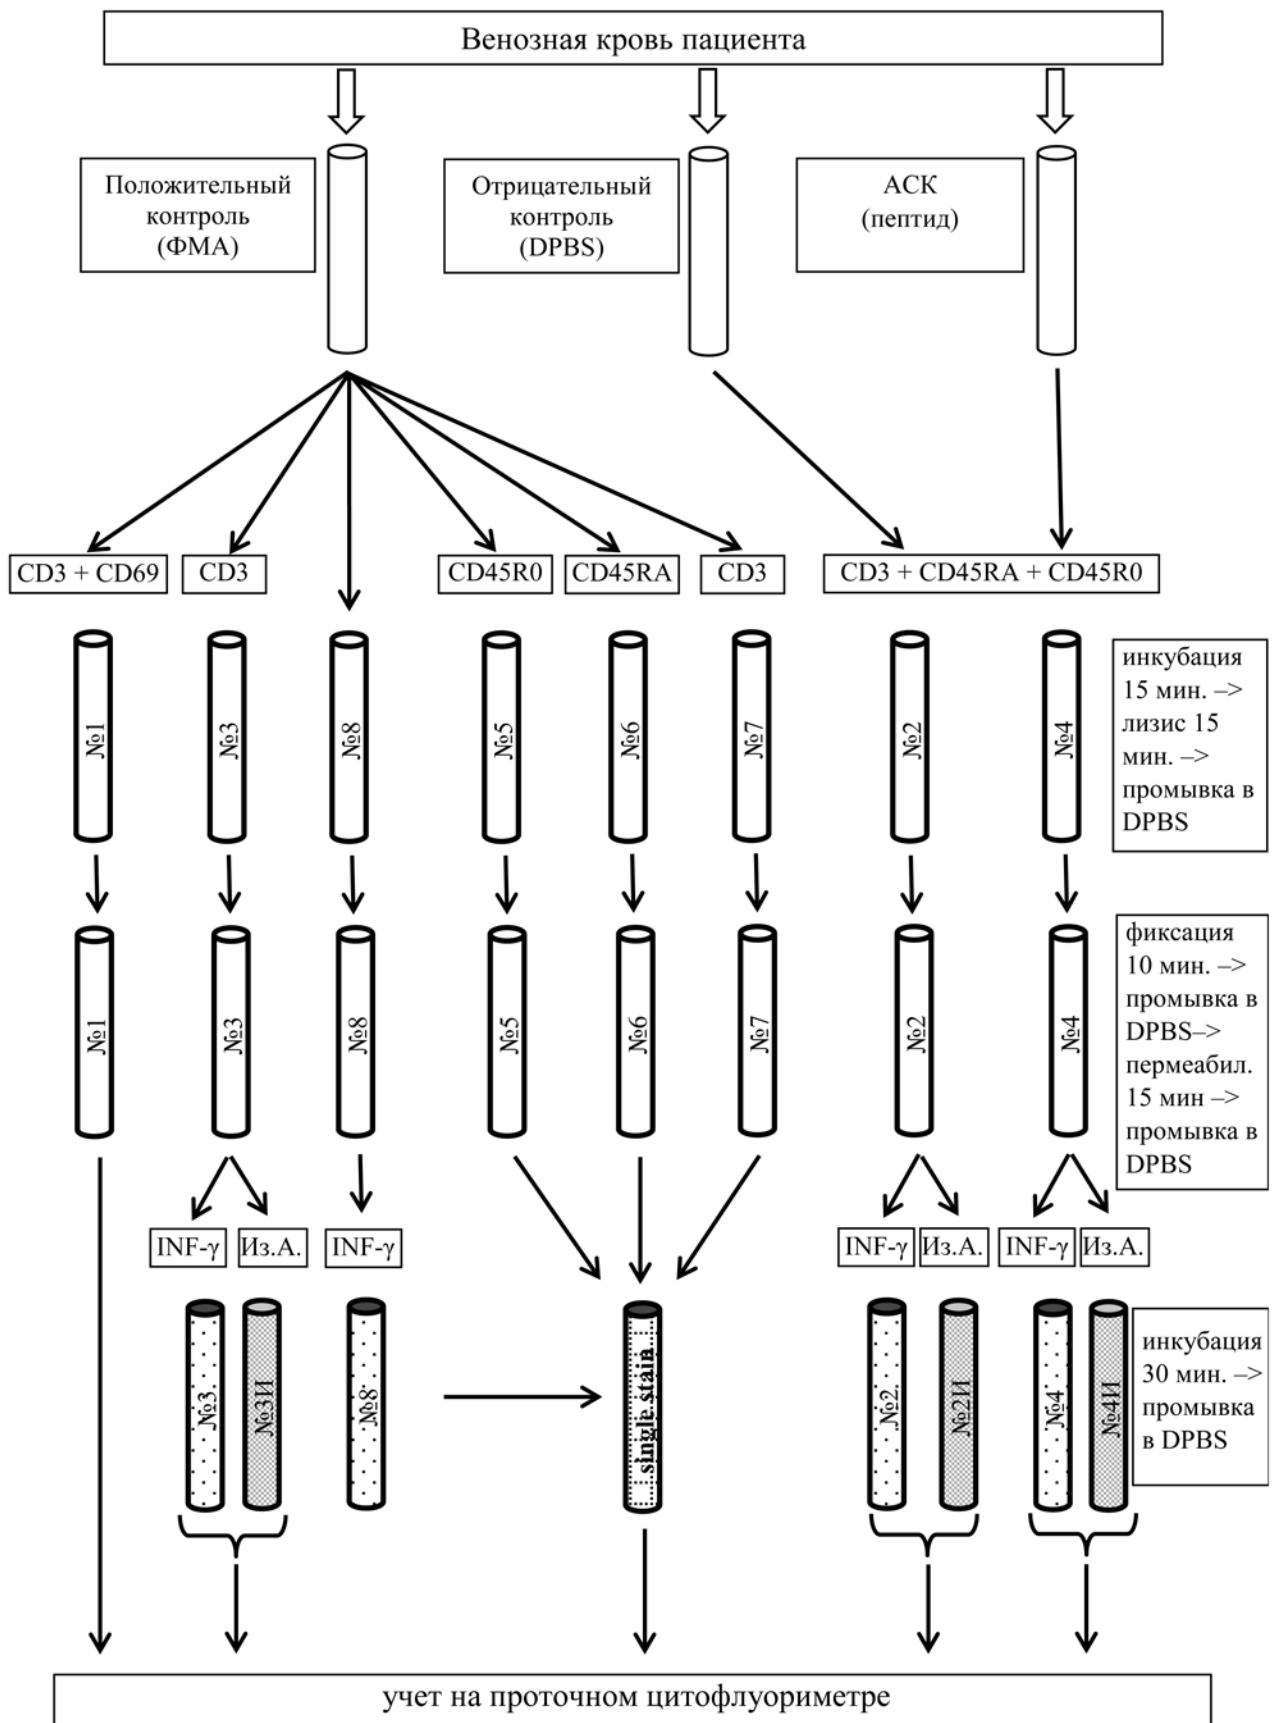 Венозная кровь пациента
Положительный
контроль
(ФМА)
Отрицательный
контроль
(DPBS)
АСК
(пептид)
CD3 + CD69
CD3
CD45R0
CD45RA
CD3
CD3 + CD45RA + CD45R0
№1
№3
№8
№5
№6
№7
№2
№4
инкубация
15 мин. –>
лизис 15
мин. –>
промывка в
DPBS
№1
№3
№8
№5
№6
№7
№2
№4
фиксация
10 мин. –>
промывка в
DPBS–>
пермеабил.
15 мин –>
промывка в
DPBS
INF-γ
Из.А.
INF-γ
INF-γ
Из.А.
INF-γ
Из.А.
№3
№3И
№8
single stain
№2
№2И
№4
№4И
инкубация
30 мин. –>
промывка
в DPBS
учет на проточном цитофлуориметре